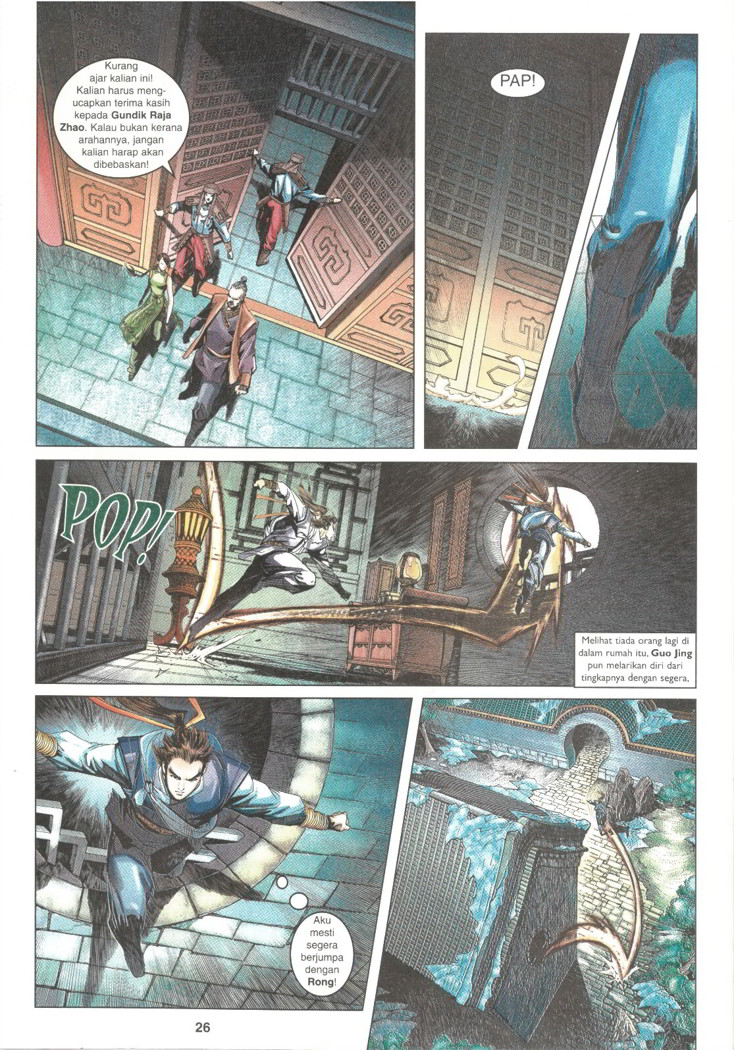 Kurang
ajar kalian ini!
Kalian harus meng-
ucapkan terima kasih
kepada Gundik Raja
Zhao. Kalau bukan kerana
arahannya, jangan
kalian harap akan
dibebaskan!
PAP!
POP!
Melihat tiada orang lagi di
dalam rumah itu, Guo Jing
pun melarikan diri dari
tingkapnya dengan segera.
Aku
mesti
segera
berjumpa
dengan
Rong!
26